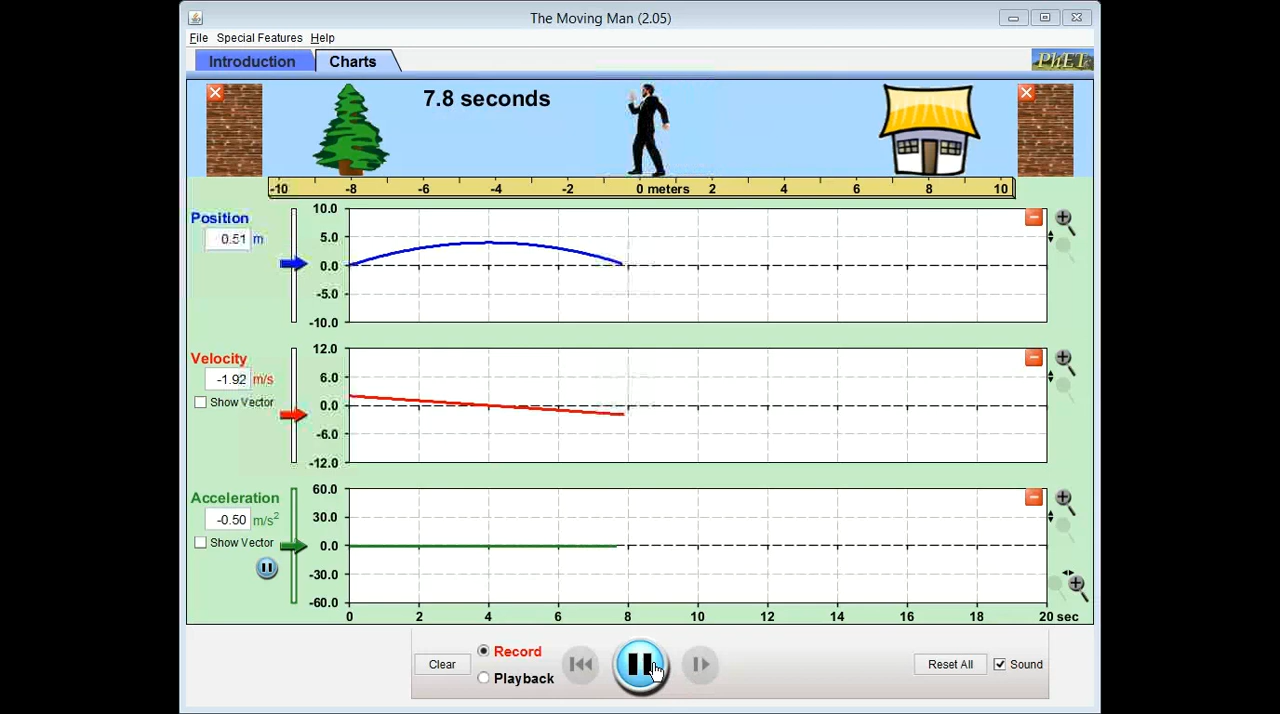 The Moving Man (2.05)
File Special Features Help
Introduction Charts PhET
7.8 seconds
-10 -8 -6 -4 -2 0 meters 2 4 6 8 10
Position
0.51 m
10.0
5.0
0.0
-5.0
-10.0
Velocity
-1.92 m/s
Show Vector
12.0
6.0
0.0
-6.0
-12.0
Acceleration
-0.50 m/s²
Show Vector
60.0
30.0
0.0
-30.0
-60.0
0 2 4 6 8 10 12 14 16 18 20 sec
Clear
Record
Playback
Reset All
Sound